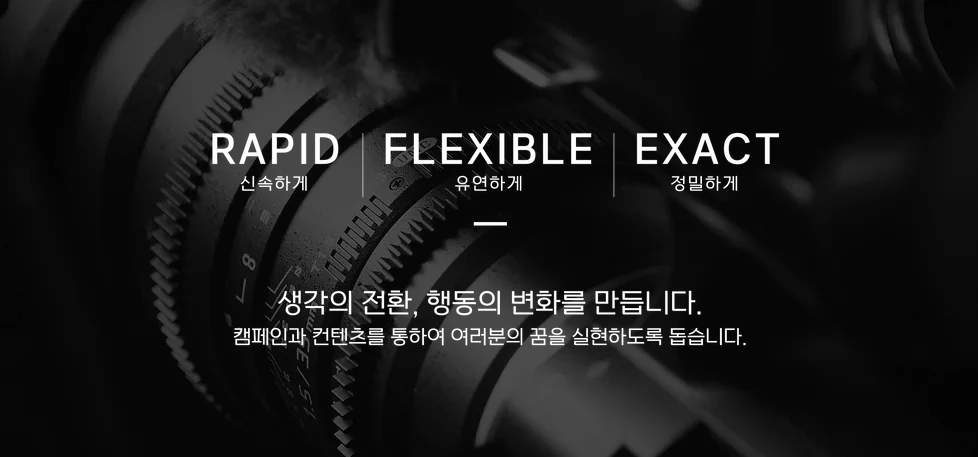 RAPID FLEXIBLE EXACT
신속하게 유연하게 정밀하게
생각의 전환, 행동의 변화를 만듭니다.
캠페인과 컨텐츠를 통하여 여러분의 꿈을 실현하도록 돕습니다.